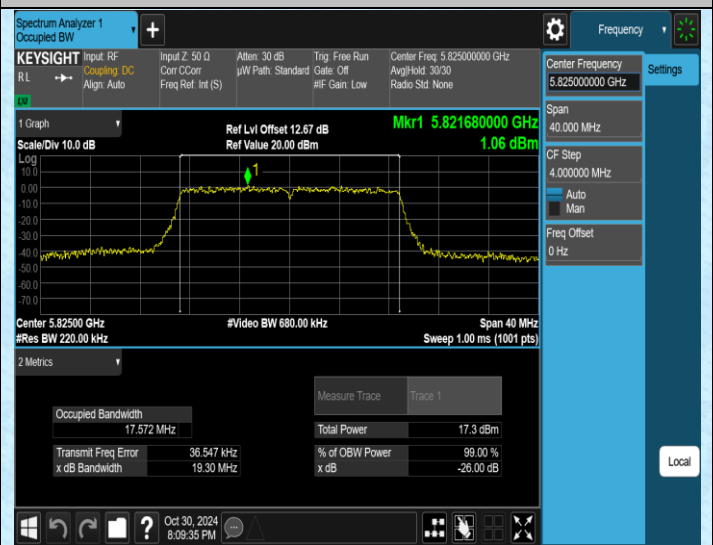 Spectrum Analyzer 1
Occupied BW
+
Frequency
KEYSIGHT
RL
LXI
Input: RF
Coupling: DC
Align: Auto
Input Z: 50 Ω
Corr CCorr
Freq Ref: Int (S)
Atten: 30 dB
µW Path: Standard
Trig: Free Run
Gate: Off
#IF Gain: Low
Center Freq: 5.825000000 GHz
Avg|Hold: 30/30
Radio Std: None
Center Frequency
5.825000000 GHz
Settings
Span
40.000 MHz
CF Step
4.000000 MHz
Auto
Man
Freq Offset
0 Hz
Local
1 Graph
Scale/Div 10.0 dB
Ref Lvl Offset 12.67 dB
Ref Value 20.00 dBm
Mkr1 5.821680000 GHz
1.06 dBm
Log
10.0
0.00
-10.0
-20.0
-30.0
-40.0
-50.0
-60.0
-70.0
1
Center 5.82500 GHz
#Res BW 220.00 kHz
#Video BW 680.00 kHz
Span 40 MHz
Sweep 1.00 ms (1001 pts)
2 Metrics
Measure Trace
Trace 1
Occupied Bandwidth
17.572 MHz
Total Power
17.3 dBm
Transmit Freq Error
36.547 kHz
% of OBW Power
99.00 %
x dB Bandwidth
19.30 MHz
x dB
-26.00 dB
?
Oct 30, 2024
8:09:35 PM